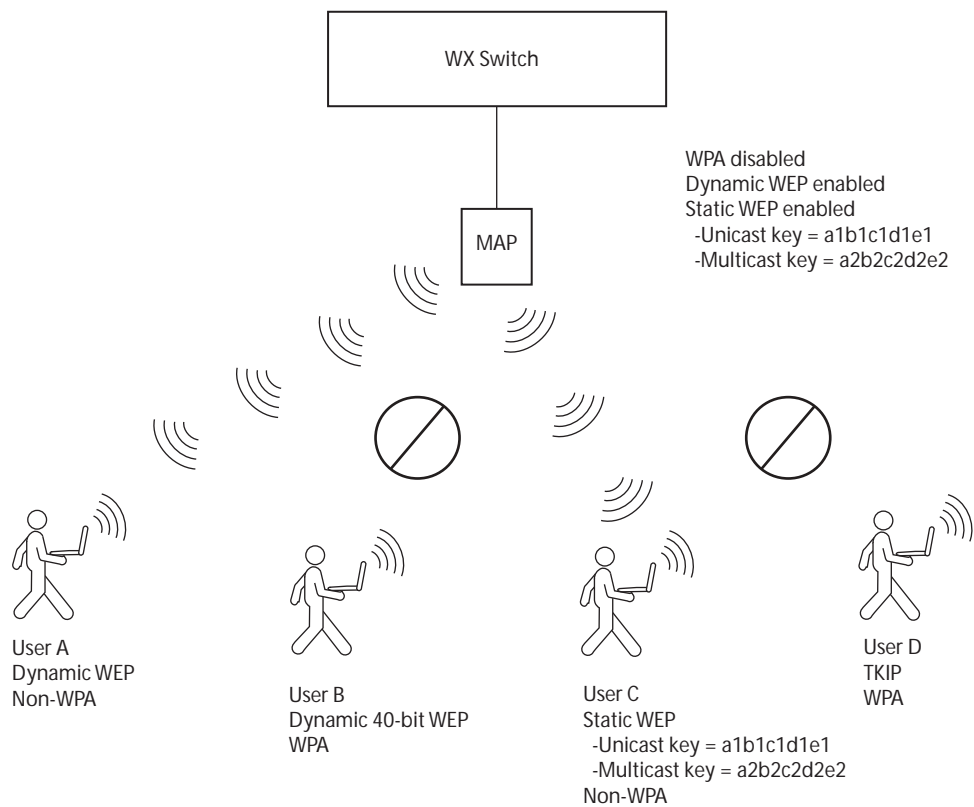 WX Switch
WPA disabled
Dynamic WEP enabled
Static WEP enabled
-Unicast key = a1b1c1d1e1
-Multicast key = a2b2c2d2e2
MAP
User A
Dynamic WEP
Non-WPA
User B
Dynamic 40-bit WEP
WPA
User C
Static WEP
-Unicast key = a1b1c1d1e1
-Multicast key = a2b2c2d2e2
Non-WPA
User D
TKIP
WPA